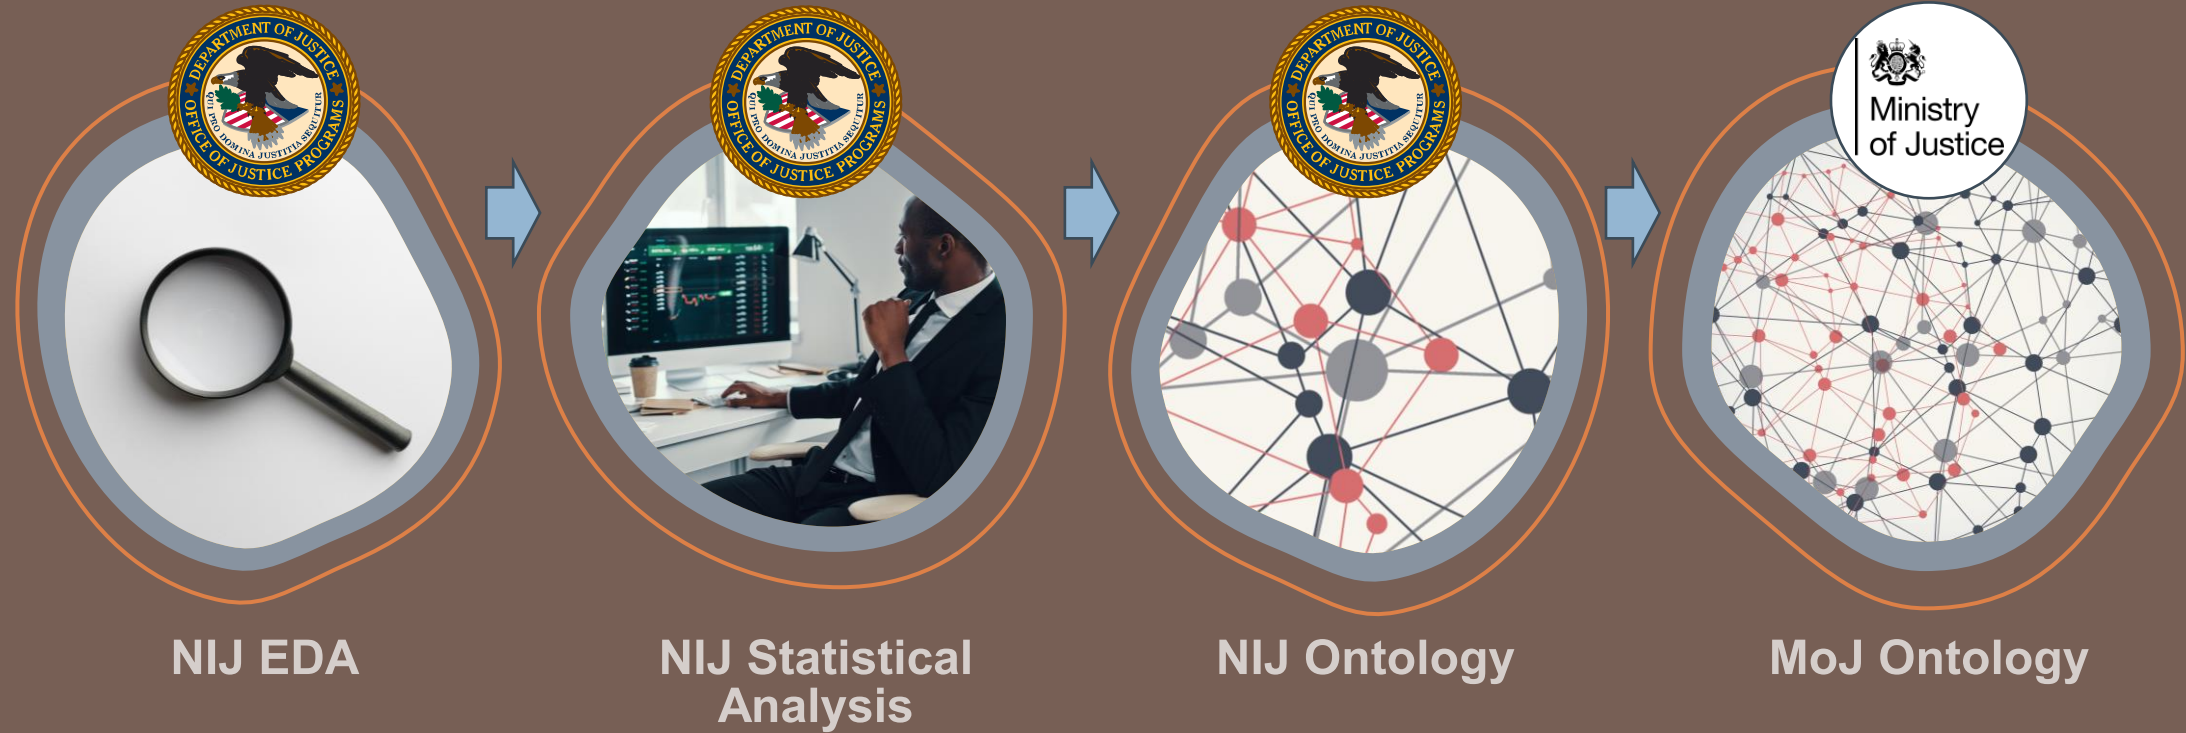 DEPARTMENT OF JUSTICE
QUI PRO DOMINA JUSTITIA SEQUITUR
OFFICE OF JUSTICE PROGRAMS
DEPARTMENT OF JUSTICE
QUI PRO DOMINA JUSTITIA SEQUITUR
OFFICE OF JUSTICE PROGRAMS
DEPARTMENT OF JUSTICE
QUI PRO DOMINA JUSTITIA SEQUITUR
OFFICE OF JUSTICE PROGRAMS
Ministry
of Justice
NIJ EDA
NIJ Statistical
Analysis
NIJ Ontology
MoJ Ontology